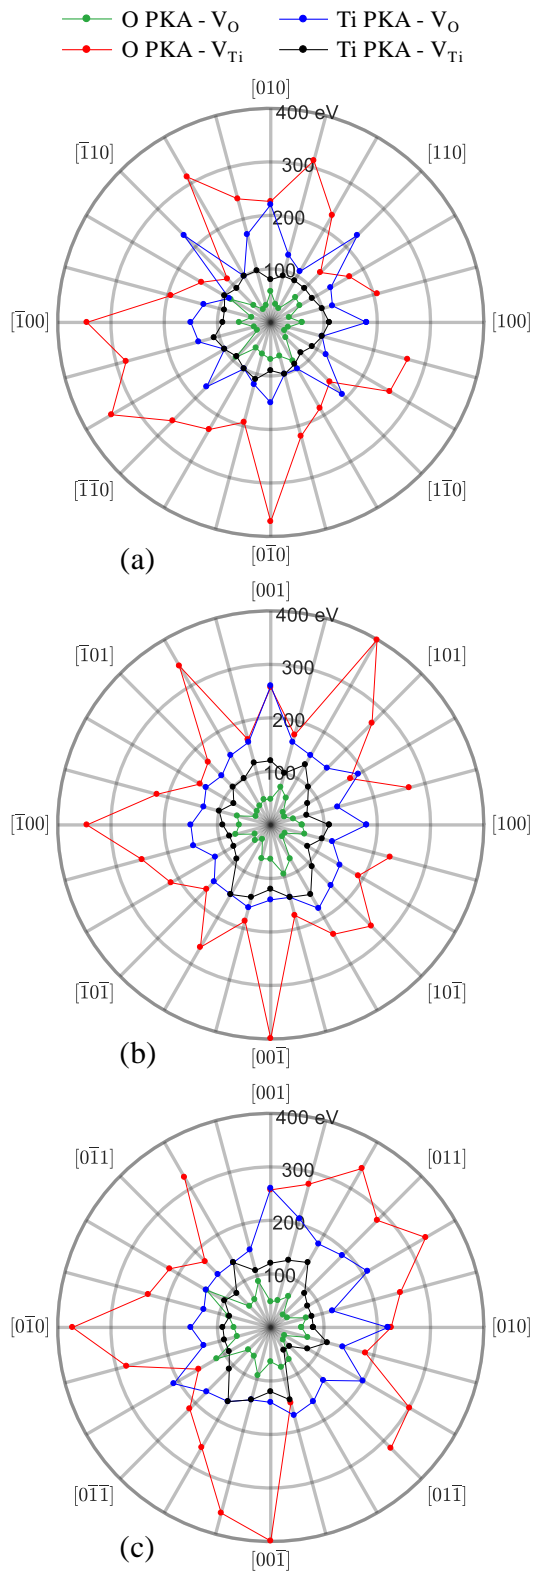 O PKA - V_O Ti PKA - V_O
O PKA - V_Ti Ti PKA - V_Ti
[010]
400 eV
[1̅10] [110]
300
200
100
[1̅00] [100]
[1̅1̅0] [11̅0]
(a) [01̅0]
[001]
400 eV
[1̅01] [101]
300
200
100
[1̅00] [100]
[1̅01̅] [101̅]
(b) [001̅]
[001]
400 eV
[01̅1] [011]
300
200
100
[01̅0] [010]
[01̅1̅] [011̅]
(c) [001̅]